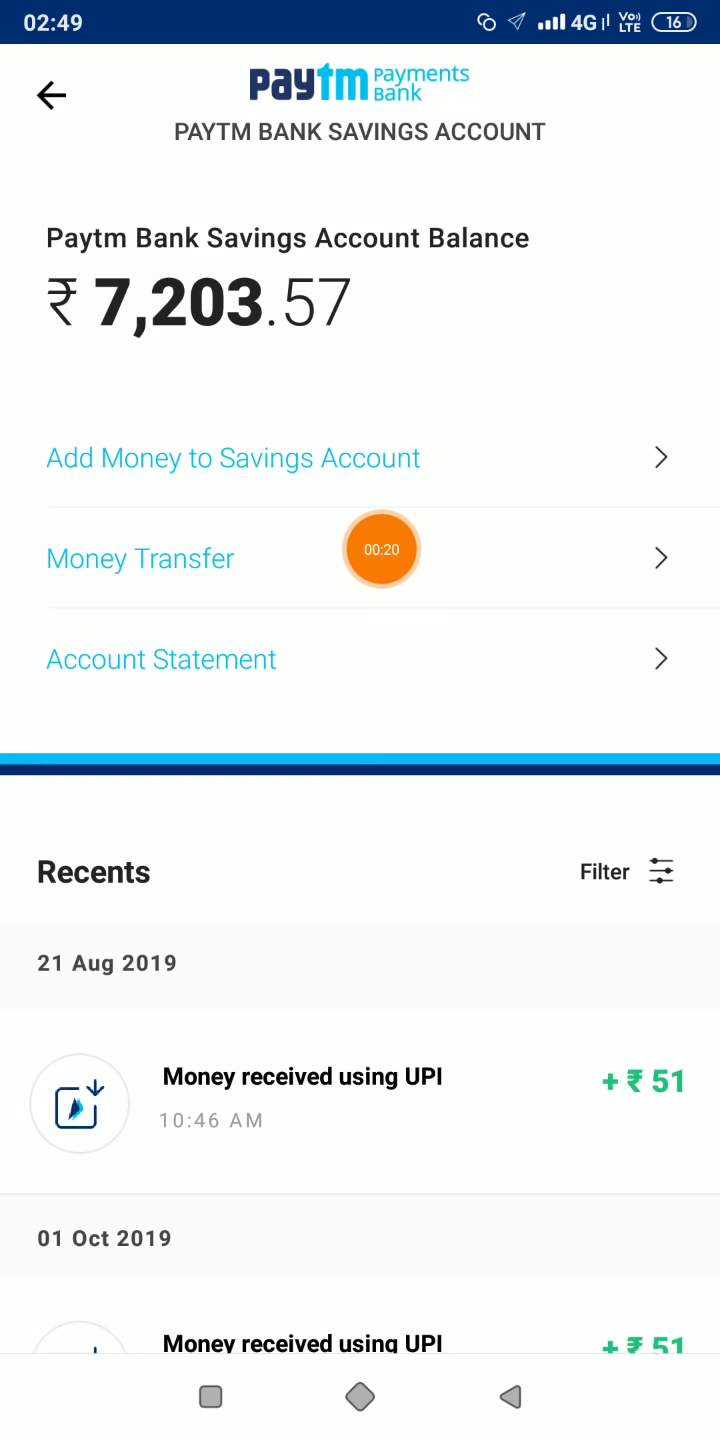 02:49
4G Vo)) LTE 16
paytm Payments Bank
PAYTM BANK SAVINGS ACCOUNT
Paytm Bank Savings Account Balance
₹ 7,203.57
Add Money to Savings Account
Money Transfer
00:20
Account Statement
Recents
Filter
21 Aug 2019
Money received using UPI
+ ₹ 51
10:46 AM
01 Oct 2019
Money received using UPI
+ ₹ 51